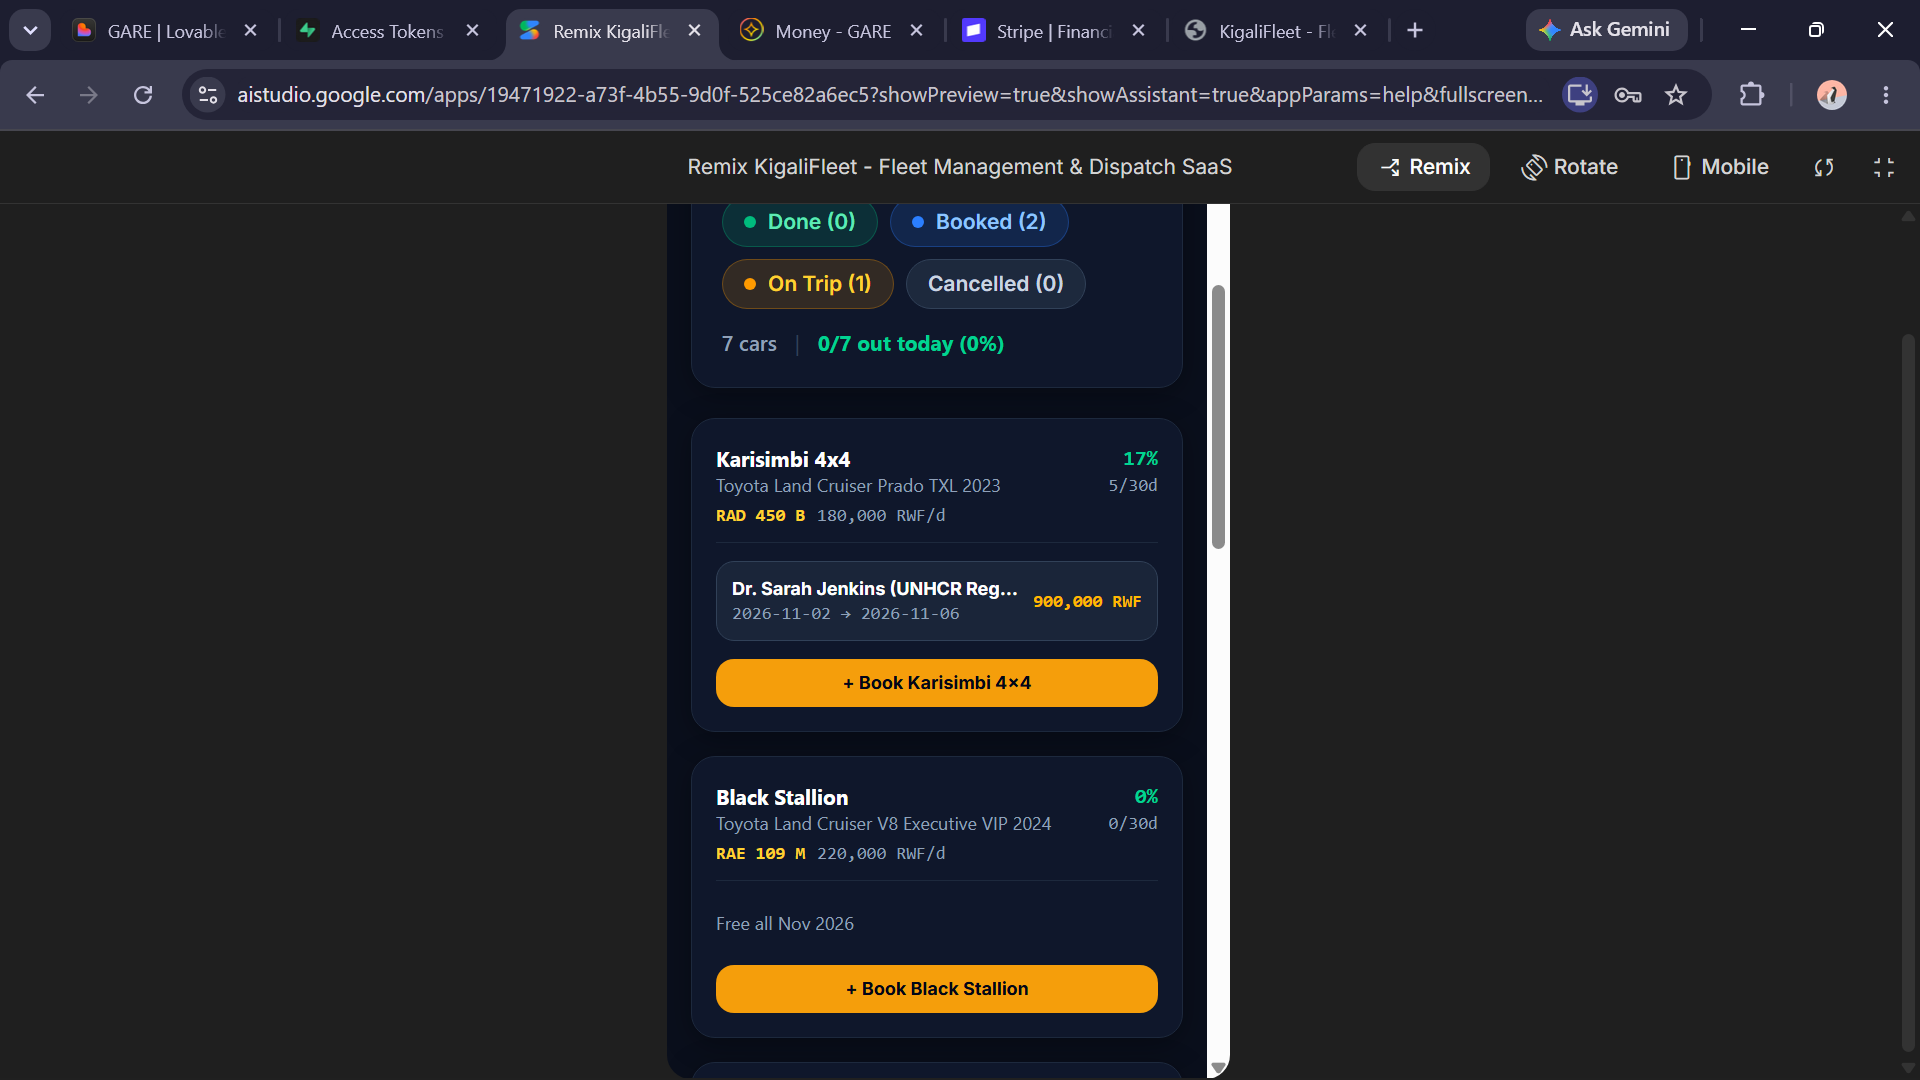 GARE | Lovable
Access Tokens
Remix KigaliFle
Money - GARE
Stripe | Financi
KigaliFleet - Fl
Ask Gemini
aistudio.google.com/apps/19471922-a73f-4b55-9d0f-525ce82a6ec5?showPreview=true&showAssistant=true&appParams=help&fullscreen...
Remix KigaliFleet - Fleet Management & Dispatch SaaS
Remix
Rotate
Mobile
Done (0)
Booked (2)
On Trip (1)
Cancelled (0)
7 cars | 0/7 out today (0%)
Karisimbi 4x4
17%
Toyota Land Cruiser Prado TXL 2023
5/30d
RAD 450 B 180,000 RWF/d
Dr. Sarah Jenkins (UNHCR Reg...
900,000 RWF
2026-11-02 → 2026-11-06
+ Book Karisimbi 4×4
Black Stallion
0%
Toyota Land Cruiser V8 Executive VIP 2024
0/30d
RAE 109 M 220,000 RWF/d
Free all Nov 2026
+ Book Black Stallion